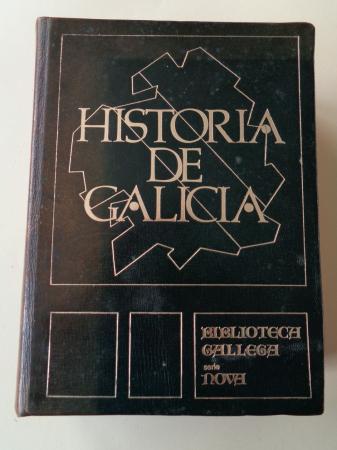 HISTORIA
DE
GALICIA
BIBLIOTECA
GALLEGA
serie
NOVA